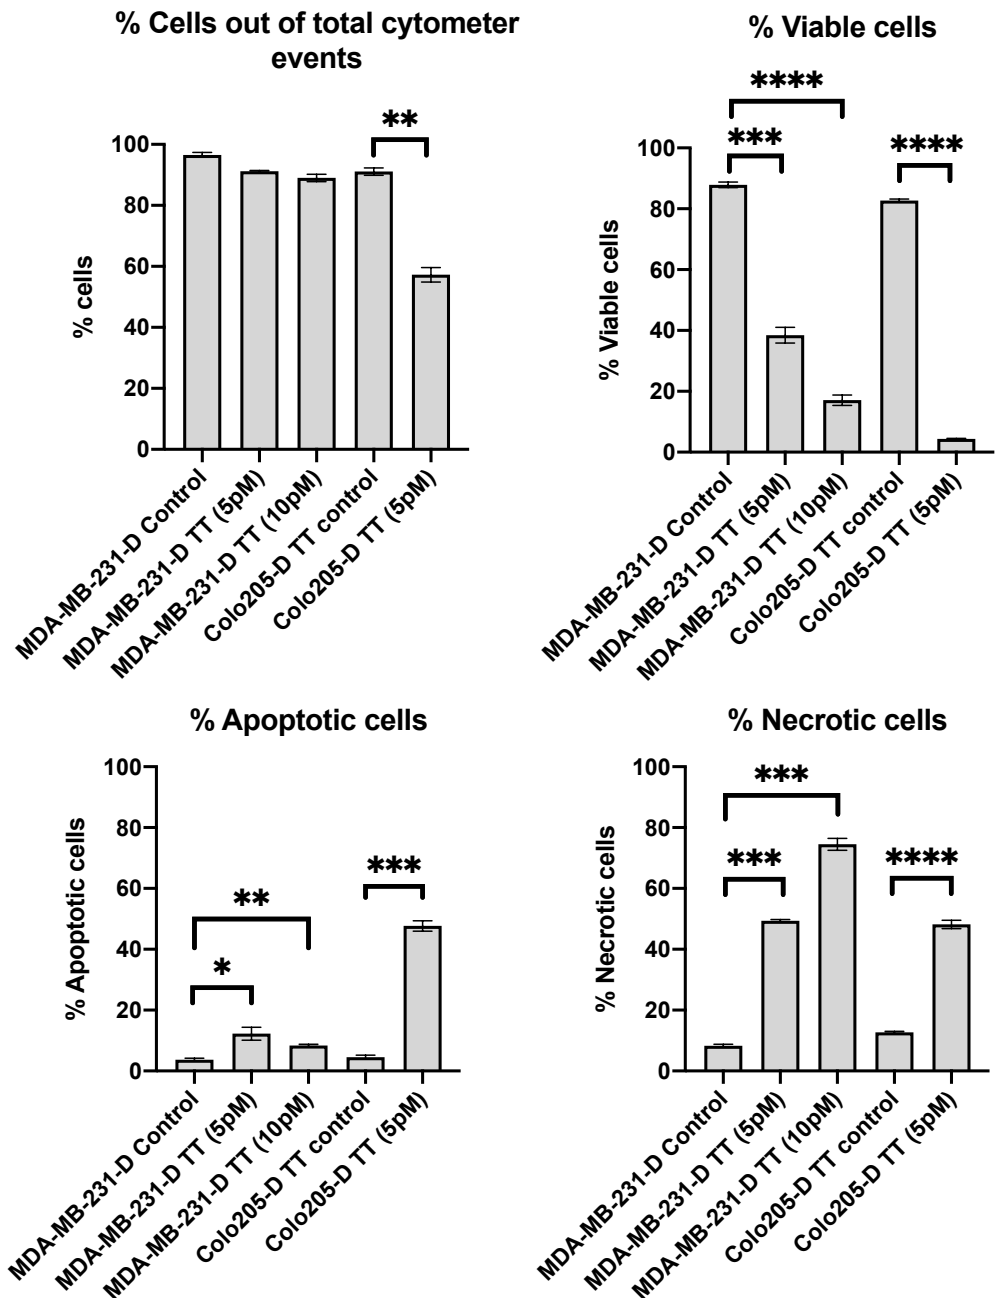 % Cells out of total cytometer
events
**
100
80
60
40
20
0
% cells
MDA-MB-231-D Control
MDA-MB-231-D TT (5pM)
MDA-MB-231-D TT (10pM)
Colo205-D TT control
Colo205-D TT (5pM)
% Viable cells
****
***
****
100
80
60
40
20
0
% Viable cells
MDA-MB-231-D Control
MDA-MB-231-D TT (5pM)
MDA-MB-231-D TT (10pM)
Colo205-D TT control
Colo205-D TT (5pM)
% Apoptotic cells
***
**
*
100
80
60
40
20
0
% Apoptotic cells
MDA-MB-231-D Control
MDA-MB-231-D TT (5pM)
MDA-MB-231-D TT (10pM)
Colo205-D TT control
Colo205-D TT (5pM)
% Necrotic cells
***
***
****
100
80
60
40
20
0
% Necrotic cells
MDA-MB-231-D Control
MDA-MB-231-D TT (5pM)
MDA-MB-231-D TT (10pM)
Colo205-D TT control
Colo205-D TT (5pM)